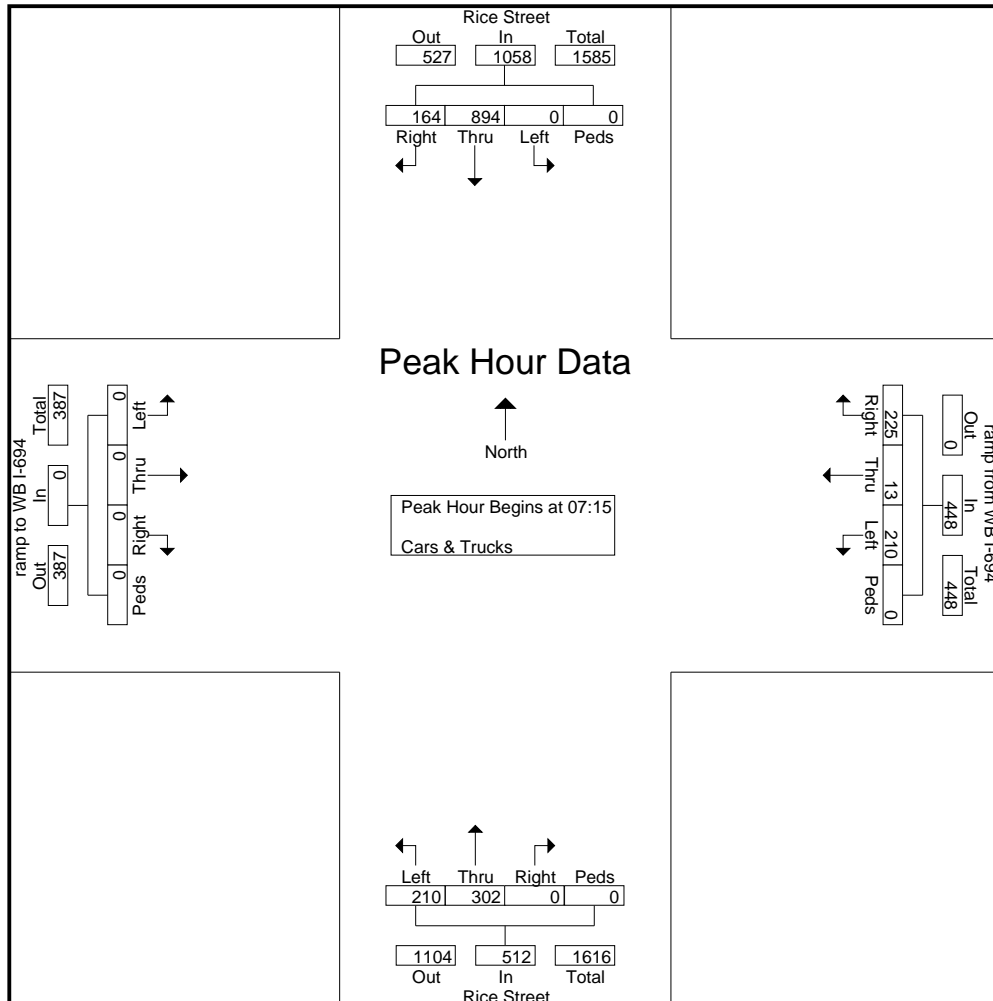 Rice Street
Out In Total
527 1058 1585
164 894 0 0
Right Thru Left Peds
Peak Hour Data
North
Peak Hour Begins at 07:15
Cars & Trucks
ramp to WB I-694
Total In Out
387 0 387
0 0 0 0
Left Thru Right Peds
ramp from WB I-694
Out In Total
0 448 448
225 13 210 0
Right Thru Left Peds
Left Thru Right Peds
210 302 0 0
1104 512 1616
Out In Total
Rice Street